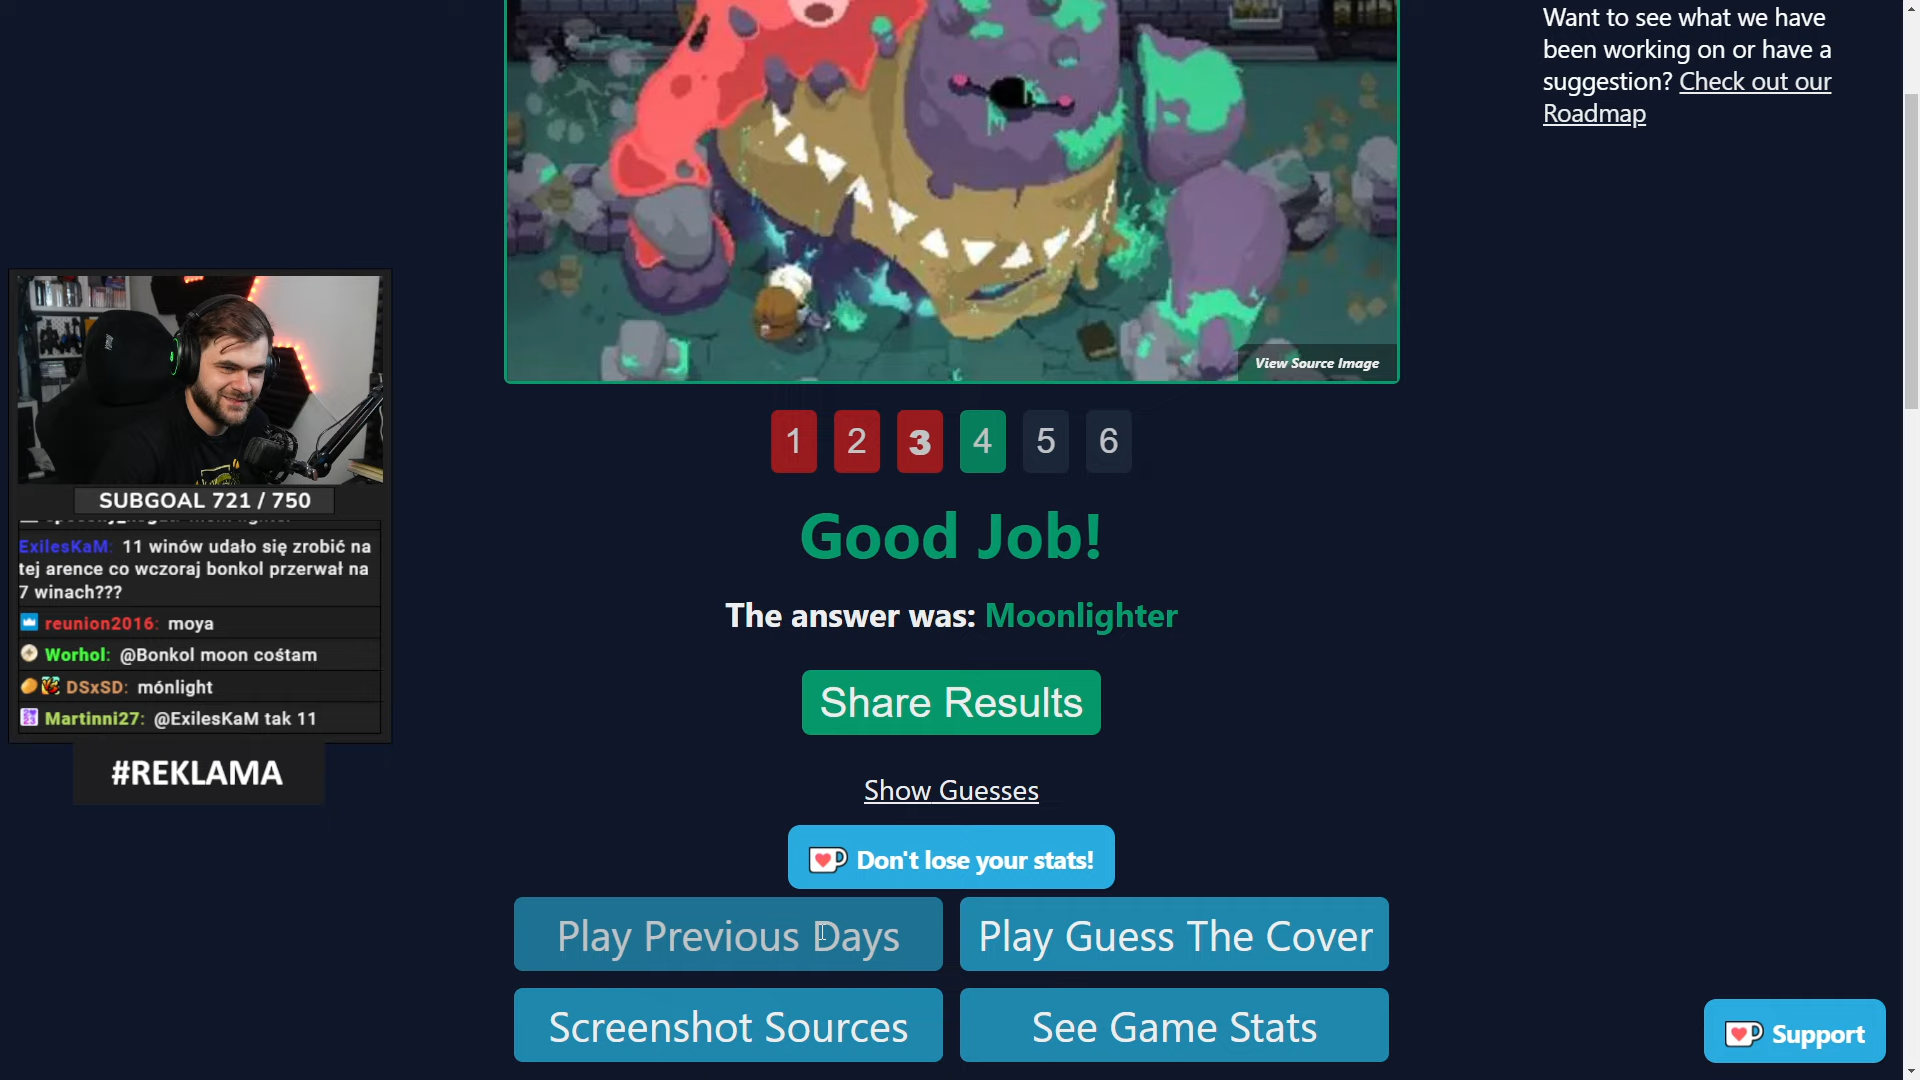 Want to see what we have
been working on or have a
suggestion? Check out our
Roadmap
View Source Image
1 2 3 4 5 6
Good Job!
The answer was: Moonlighter
Share Results
Show Guesses
Don't lose your stats!
Play Previous Days
Play Guess The Cover
Screenshot Sources
See Game Stats
Support
SUBGOAL 721 / 750
ExilesKaM: 11 winów udało się zrobić na
tej arence co wczoraj bonkol przerwał na
7 winach???
reunion2016: moya
Worhol: @Bonkol moon cośtam
DSxSD: mónlight
Martinni27: @ExilesKaM tak 11
#REKLAMA